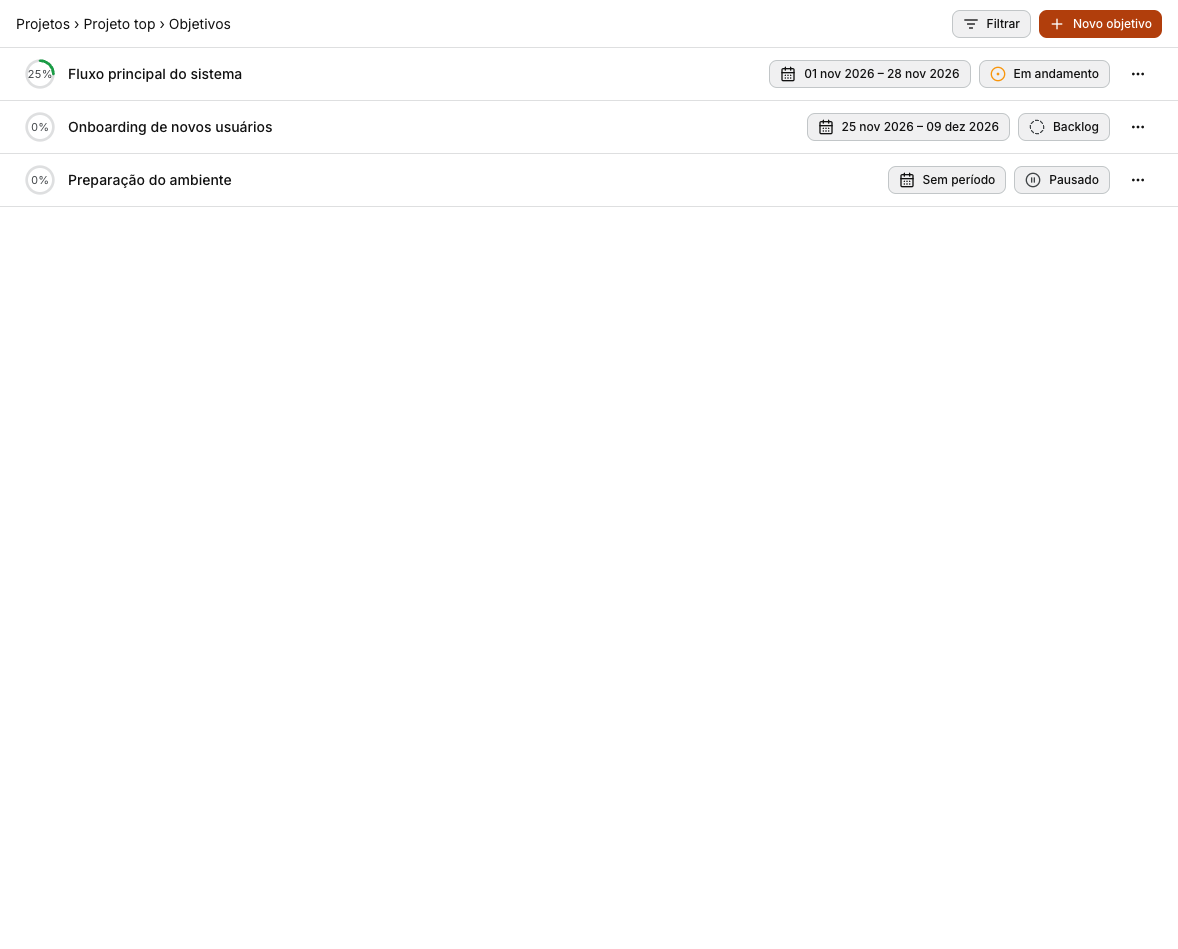 Projetos › Projeto top › Objetivos Filtrar Novo objetivo
25% Fluxo principal do sistema 01 nov 2026 – 28 nov 2026 Em andamento
0% Onboarding de novos usuários 25 nov 2026 – 09 dez 2026 Backlog
0% Preparação do ambiente Sem período Pausado